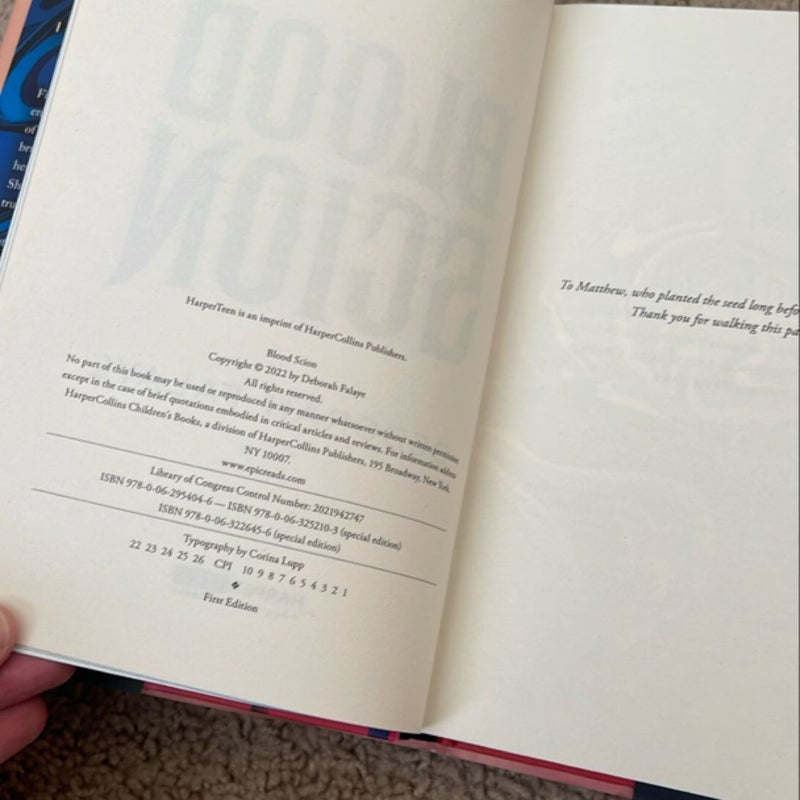 HarperTeen is an imprint of HarperCollins Publishers.
Blood Scion
Copyright © 2022 by Deborah Falaye
All rights reserved.
No part of this book may be used or reproduced in any manner whatsoever without written permission
except in the case of brief quotations embodied in critical articles and reviews. For information address
HarperCollins Children's Books, a division of HarperCollins Publishers, 195 Broadway, New York,
NY 10007.
www.epicreads.com
Library of Congress Control Number: 2021942747
ISBN 978-0-06-295404-6 — ISBN 978-0-06-325210-3 (special edition)
ISBN 978-0-06-322645-6 (special edition)
Typography by Corina Lupp
22 23 24 25 26 CPI 10 9 8 7 6 5 4 3 2 1
First Edition
To Matthew, who planted the seed long befo
Thank you for walking this pa
BLOOD
SCION